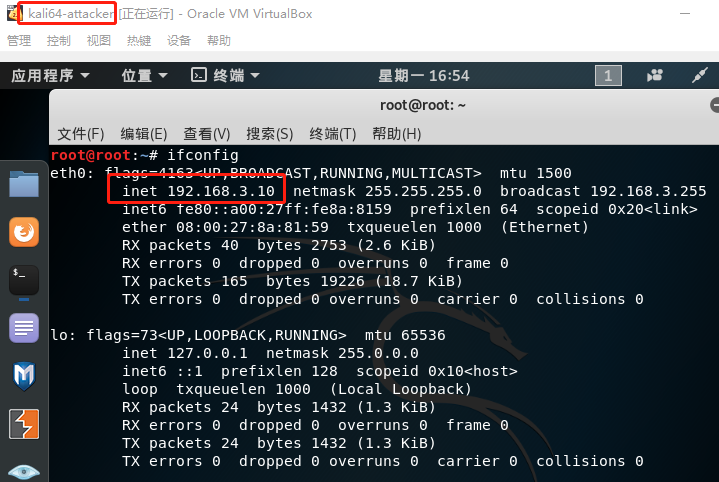 kali64-attacker [正在运行] - Oracle VM VirtualBox
管理 控制 视图 热键 设备 帮助
应用程序 位置 终端 星期一 16:54 1
root@root: ~
文件(F) 编辑(E) 查看(V) 搜索(S) 终端(T) 帮助(H)
root@root:~# ifconfig
eth0: flags=4163<UP,BROADCAST,RUNNING,MULTICAST>  mtu 1500
inet 192.168.3.10  netmask 255.255.255.0  broadcast 192.168.3.255
inet6 fe80::a00:27ff:fe8a:8159  prefixlen 64  scopeid 0x20<link>
ether 08:00:27:8a:81:59  txqueuelen 1000  (Ethernet)
RX packets 40  bytes 2753 (2.6 KiB)
RX errors 0  dropped 0  overruns 0  frame 0
TX packets 165  bytes 19226 (18.7 KiB)
TX errors 0  dropped 0 overruns 0  carrier 0  collisions 0
lo: flags=73<UP,LOOPBACK,RUNNING>  mtu 65536
inet 127.0.0.1  netmask 255.0.0.0
inet6 ::1  prefixlen 128  scopeid 0x10<host>
loop  txqueuelen 1000  (Local Loopback)
RX packets 24  bytes 1432 (1.3 KiB)
RX errors 0  dropped 0  overruns 0  frame 0
TX packets 24  bytes 1432 (1.3 KiB)
TX errors 0  dropped 0 overruns 0  carrier 0  collisions 0